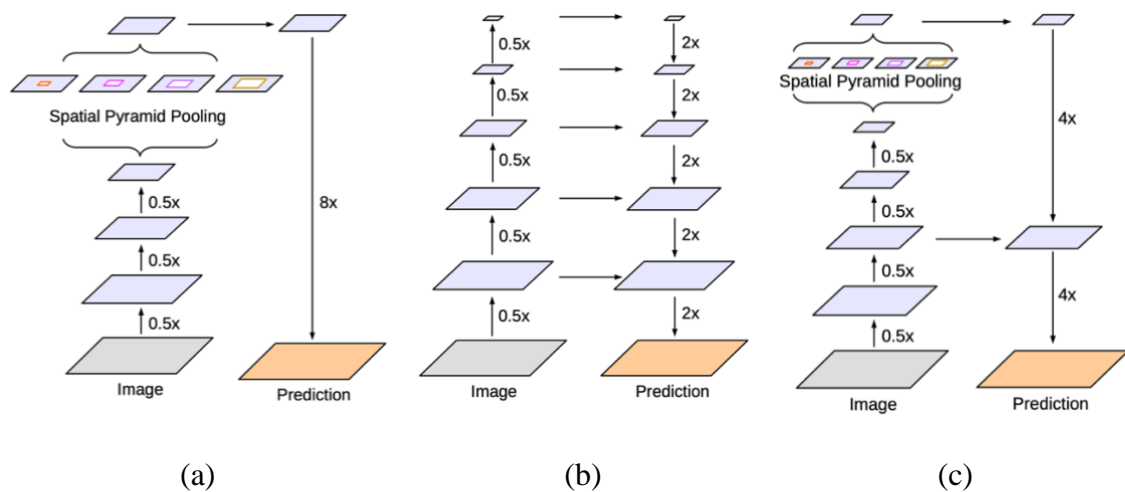 Spatial Pyramid Pooling
0.5x
0.5x
0.5x
8x
Image
Prediction
(a)
0.5x
0.5x
0.5x
0.5x
0.5x
2x
2x
2x
2x
2x
Image
Prediction
(b)
Spatial Pyramid Pooling
0.5x
0.5x
0.5x
0.5x
4x
4x
Image
Prediction
(c)